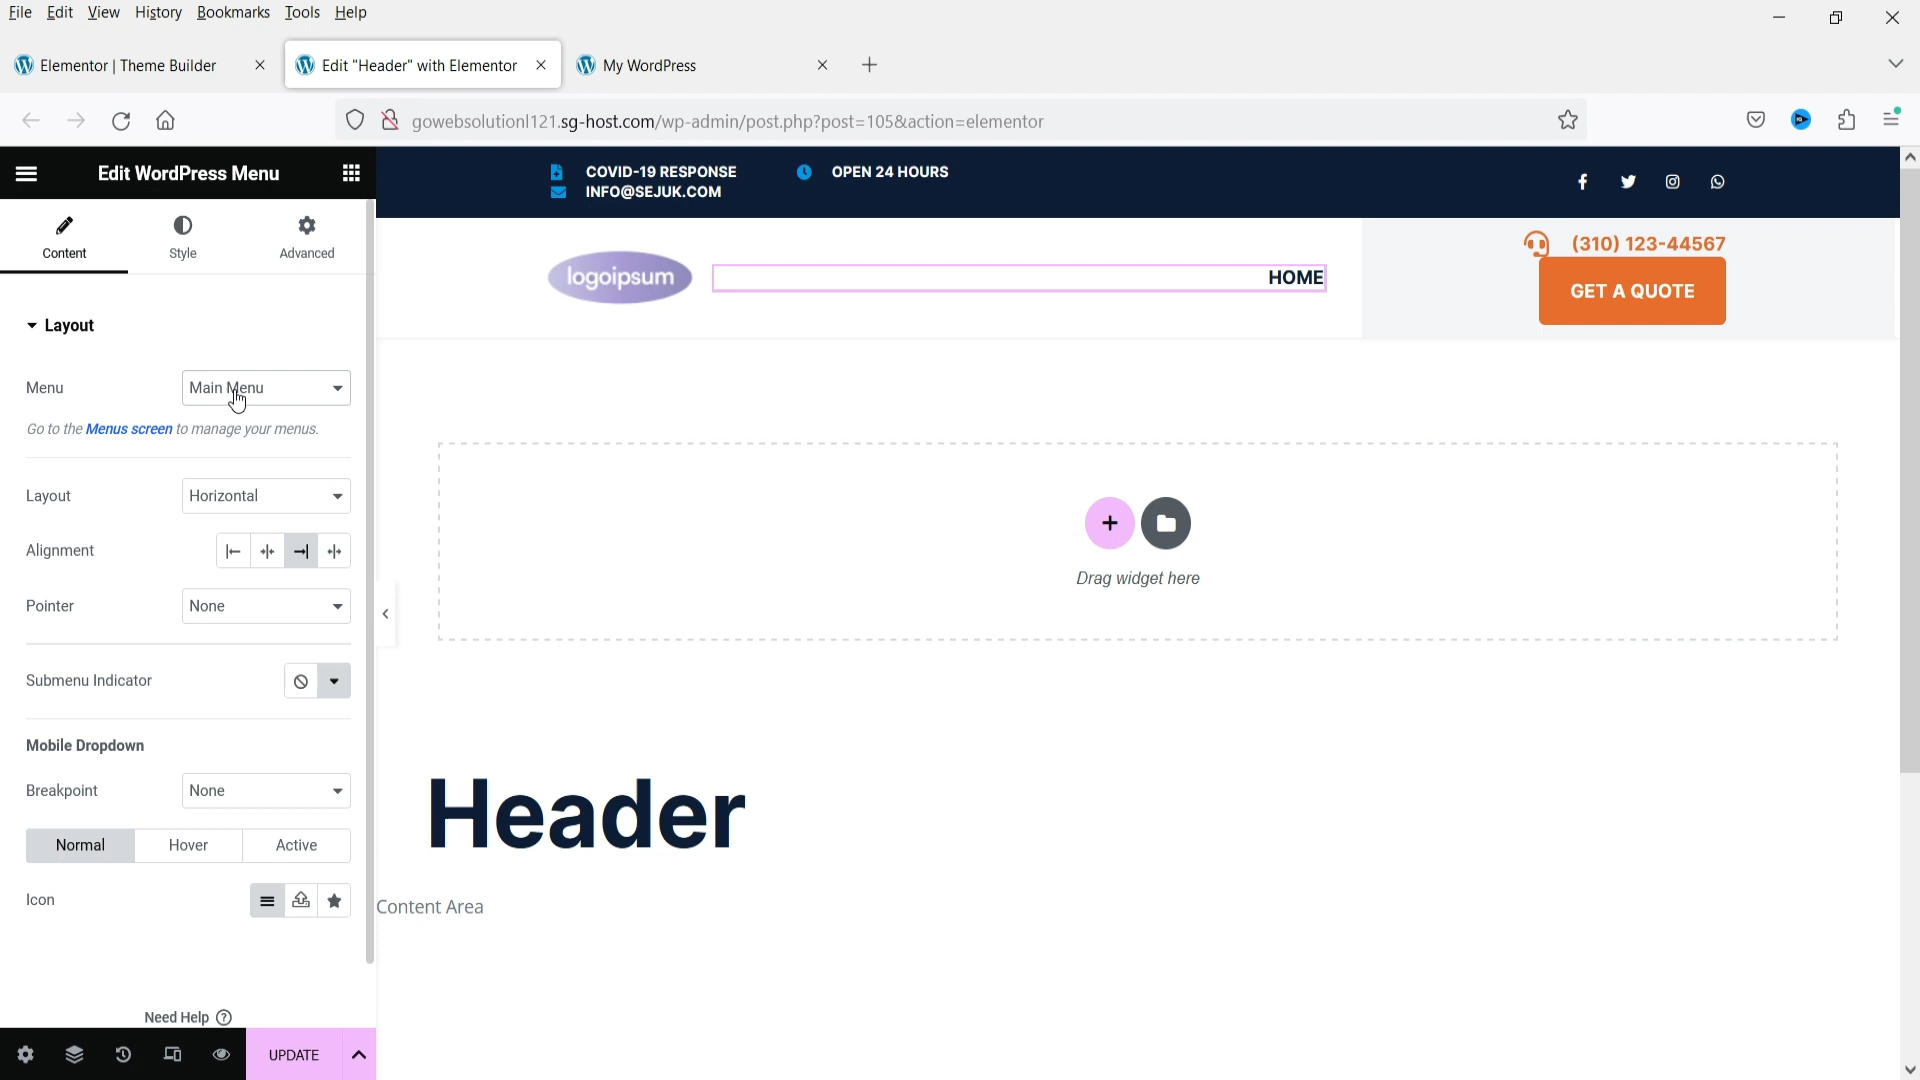 File Edit View History Bookmarks Tools Help
Elementor | Theme Builder
Edit "Header" with Elementor
My WordPress
gowebsolutionl121.sg-host.com/wp-admin/post.php?post=105&action=elementor
Edit WordPress Menu
Content Style Advanced
Layout
Menu Main Menu
Go to the Menus screen to manage your menus.
Layout Horizontal
Alignment
Pointer None
Submenu Indicator
Mobile Dropdown
Breakpoint None
Normal Hover Active
Icon
Need Help
UPDATE
COVID-19 RESPONSE OPEN 24 HOURS
INFO@SEJUK.COM
logoipsum
HOME
(310) 123-44567
GET A QUOTE
Drag widget here
Header
Content Area